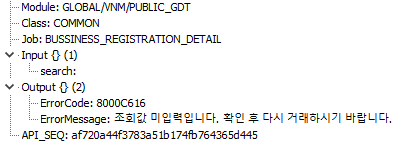 Module: GLOBAL/VNM/PUBLIC_GDT
Class: COMMON
Job: BUSSINESS_REGISTRATION_DETAIL
Input {} (1)
search:
Output {} (2)
ErrorCode: 8000C616
ErrorMessage: 조회값 미입력입니다. 확인 후 다시 거래하시기 바랍니다.
API_SEQ: af720a44f3783a51b174fb764365d445